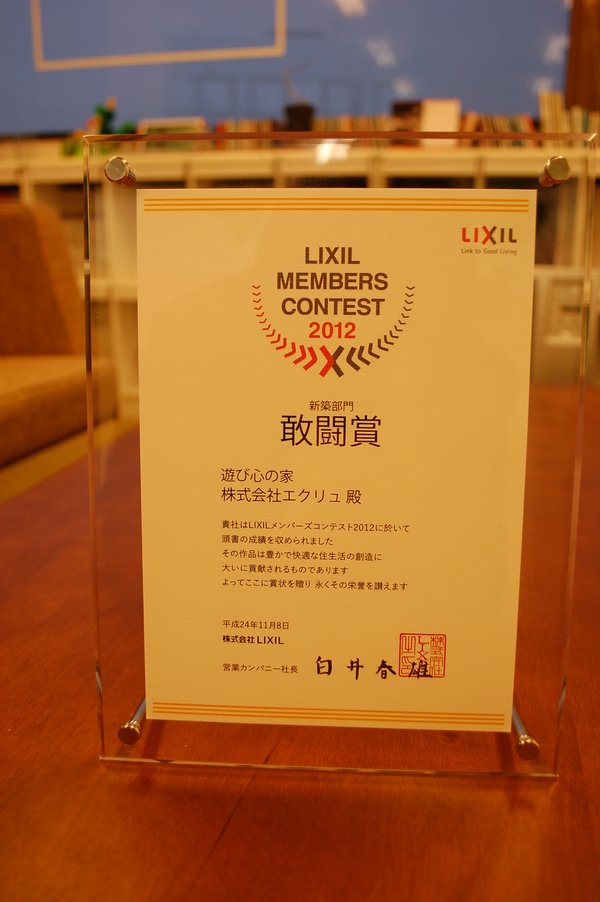 LIXIL
Link to Good Living
LIXIL
MEMBERS
CONTEST
2012
新築部門
敢闘賞
遊び心の家
株式会社エクリュ 殿
貴社はLIXILメンバーズコンテスト2012に於いて
頭書の成績を収められました
その作品は豊かで快適な住生活の創造に
大いに貢献されるものであります
よってここに賞状を贈り 永くその栄誉を讃えます
平成24年11月8日
株式会社 LIXIL
営業カンパニー社長 臼井春雄